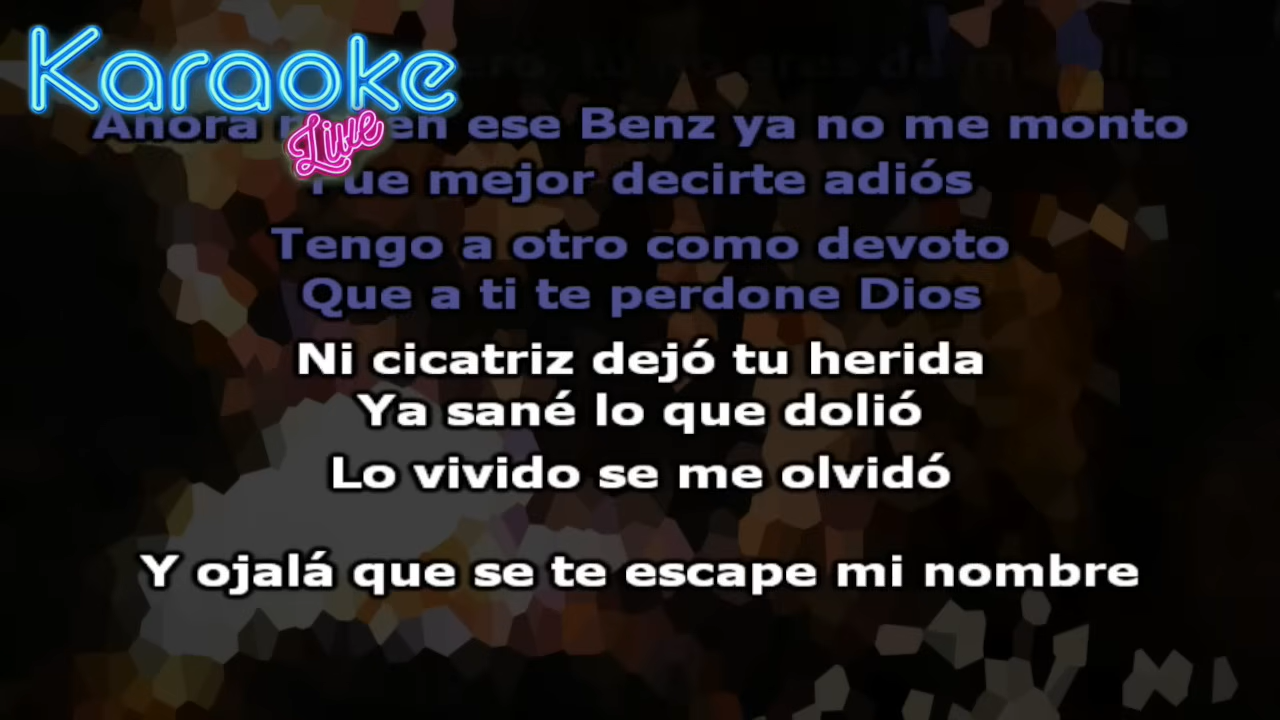 Karaoke
Live
Ahora en ese Benz ya no me monto
Fue mejor decirte adiós
Tengo a otro como devoto
Que a ti te perdone Dios
Ni cicatriz dejó tu herida
Ya sané lo que dolió
Lo vivido se me olvidó
Y ojalá que se te escape mi nombre